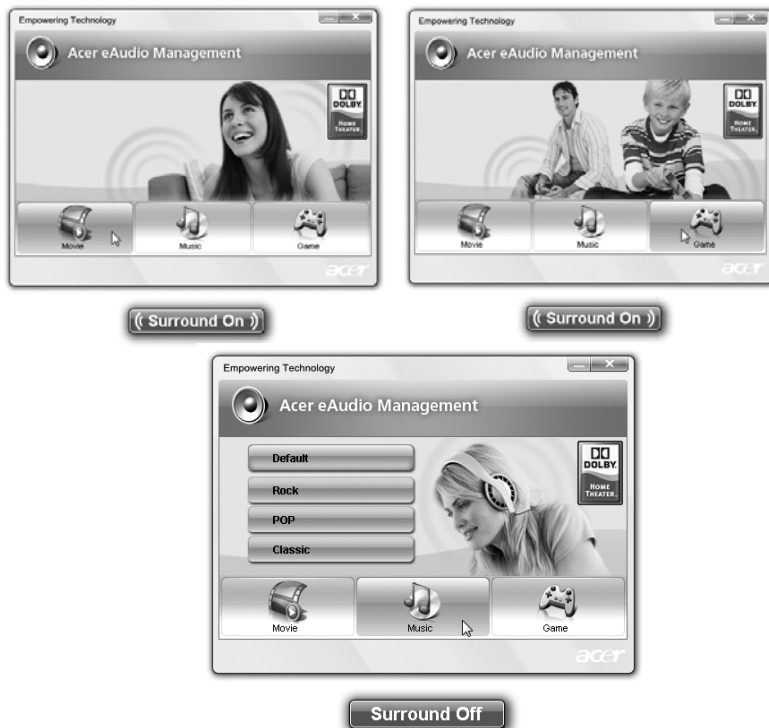 Empowering Technology
Acer eAudio Management
DOLBY
HOME
THEATER
Movie
Music
Game
acer
((Surround On))
Empowering Technology
Acer eAudio Management
DOLBY
HOME
THEATER
Movie
Music
Game
acer
((Surround On))
Empowering Technology
Acer eAudio Management
Default
Rock
POP
Classic
DOLBY
HOME
THEATER
Movie
Music
Game
acer
Surround Off